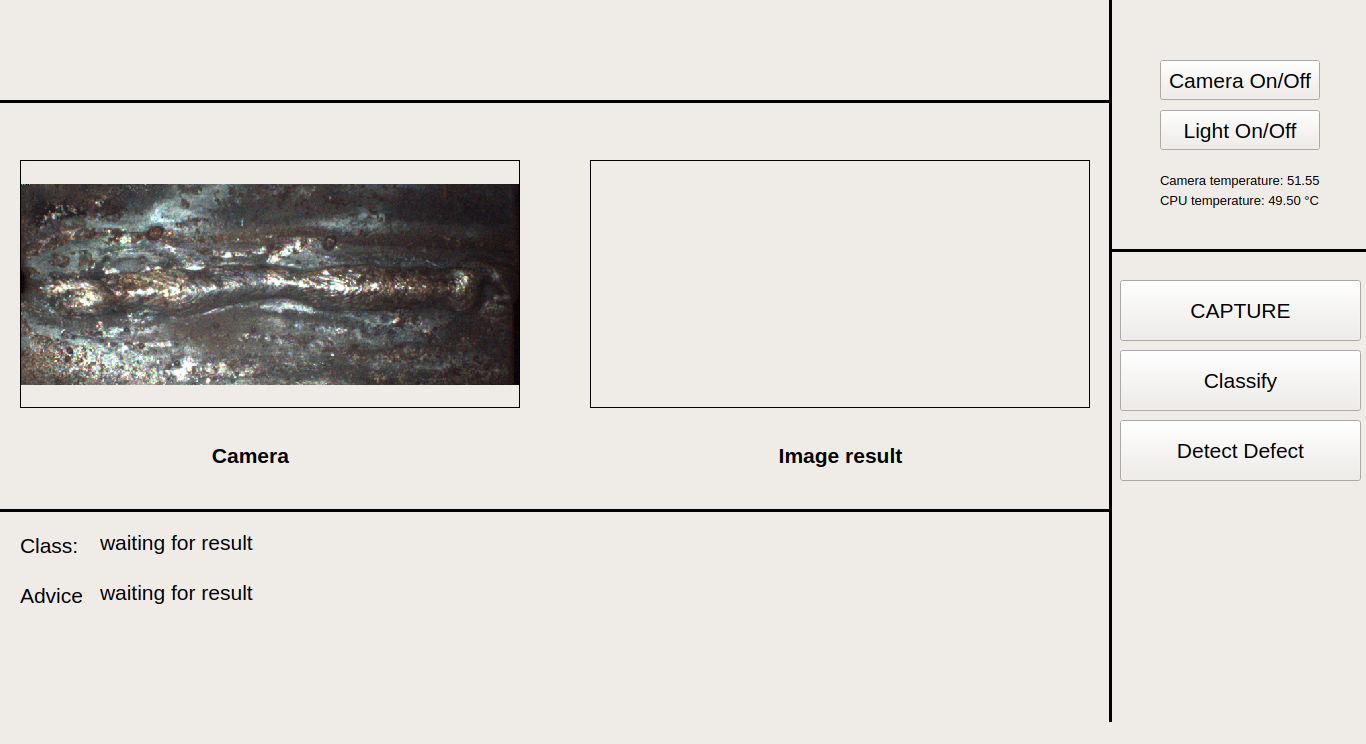 Camera On/Off
Light On/Off
Camera temperature: 51.55
CPU temperature: 49.50 °C
CAPTURE
Classify
Detect Defect
Camera
Image result
Class: waiting for result
Advice waiting for result